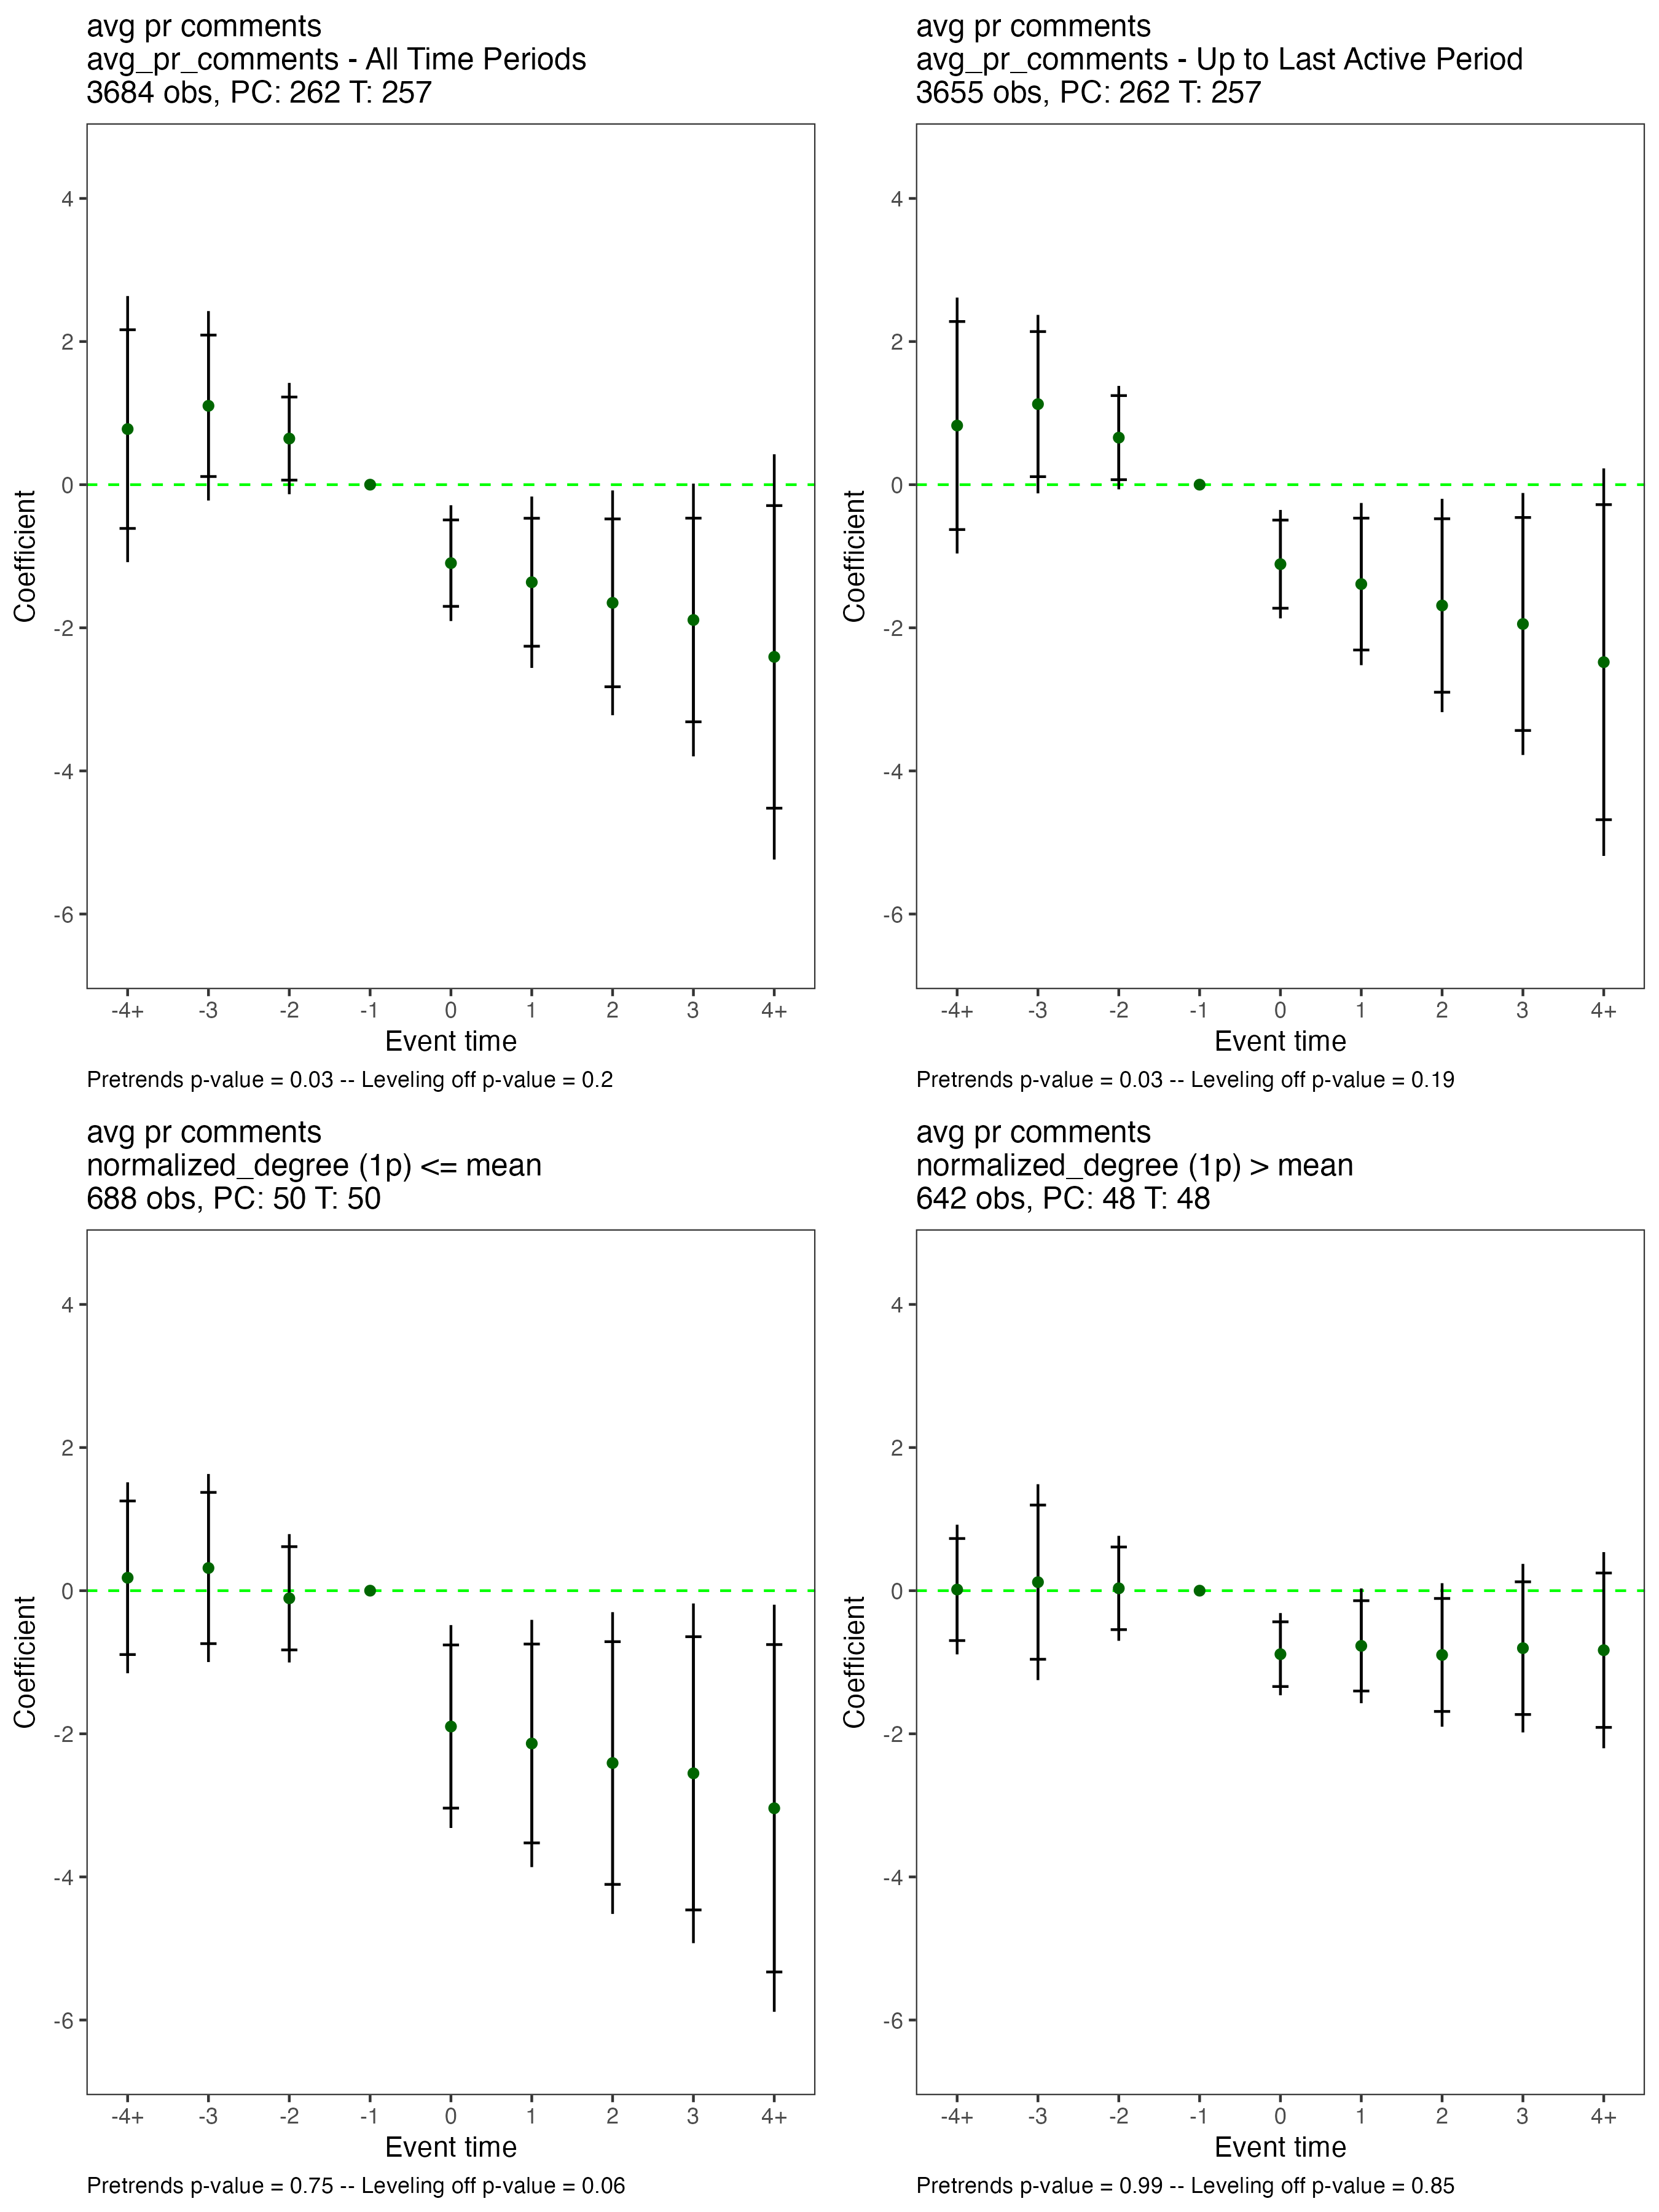 avg pr comments
avg_pr_comments - All Time Periods
3684 obs, PC: 262 T: 257
Coefficient
4
2
0
-2
-4
-6
-4+ -3 -2 -1 0 1 2 3 4+
Event time
Pretrends p-value = 0.03 -- Leveling off p-value = 0.2
avg pr comments
avg_pr_comments - Up to Last Active Period
3655 obs, PC: 262 T: 257
Coefficient
4
2
0
-2
-4
-6
-4+ -3 -2 -1 0 1 2 3 4+
Event time
Pretrends p-value = 0.03 -- Leveling off p-value = 0.19
avg pr comments
normalized_degree (1p) <= mean
688 obs, PC: 50 T: 50
Coefficient
4
2
0
-2
-4
-6
-4+ -3 -2 -1 0 1 2 3 4+
Event time
Pretrends p-value = 0.75 -- Leveling off p-value = 0.06
avg pr comments
normalized_degree (1p) > mean
642 obs, PC: 48 T: 48
Coefficient
4
2
0
-2
-4
-6
-4+ -3 -2 -1 0 1 2 3 4+
Event time
Pretrends p-value = 0.99 -- Leveling off p-value = 0.85